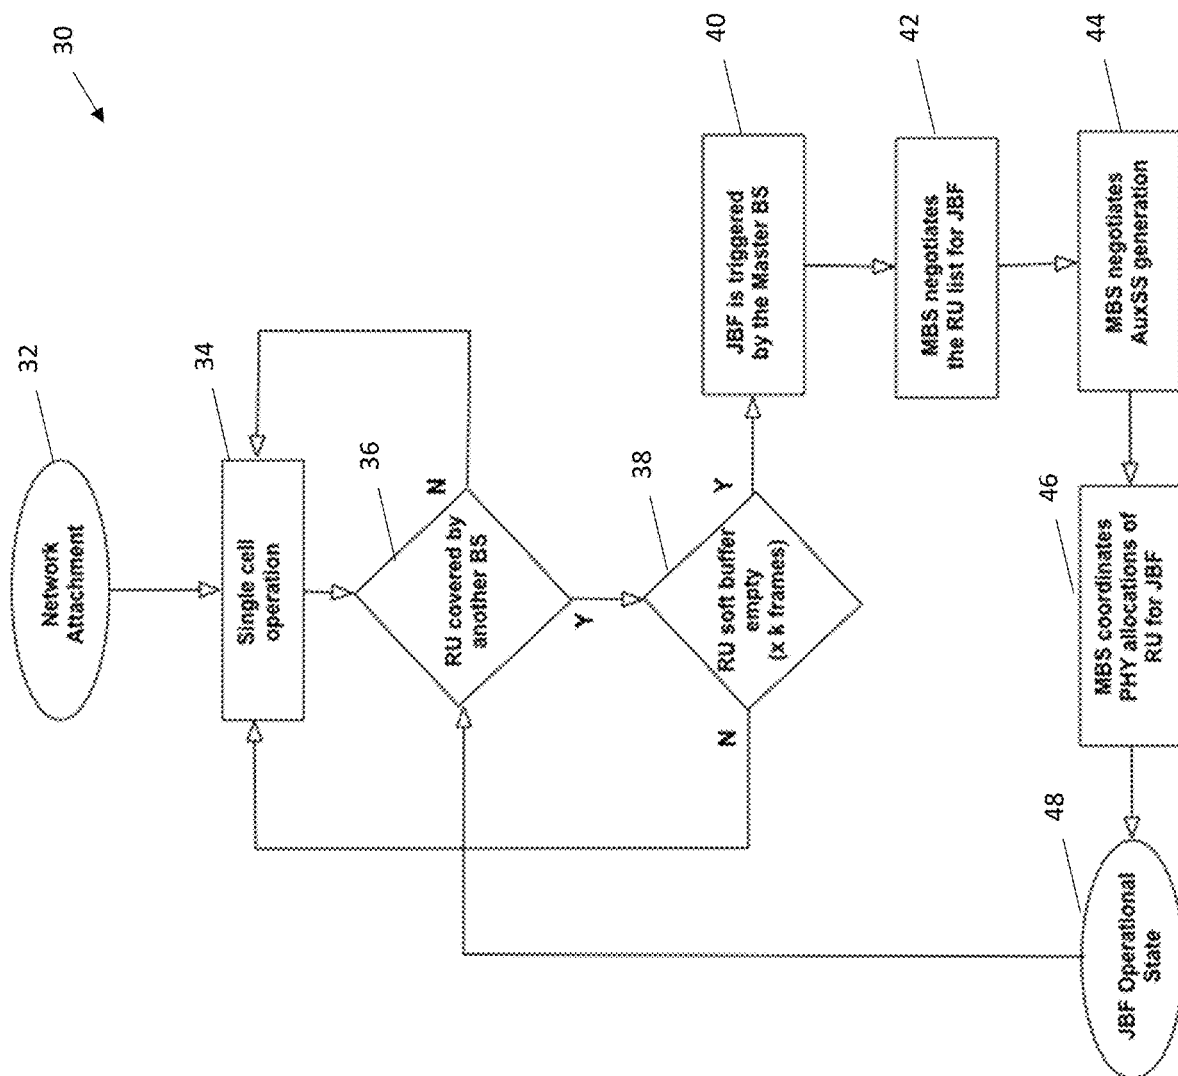 30
32
Network
Attachment
34
Single cell
operation
36
RU covered by
another BS
N
Y
38
RU soft buffer
empty
(x k frames)
N
Y
40
JBF is triggered
by the Master BS
42
MBS negotiates
the RU list for JBF
44
MBS negotiates
AuxSS generation
46
MBS coordinates
PHY allocations of
RU for JBF
48
JBF Operational
State